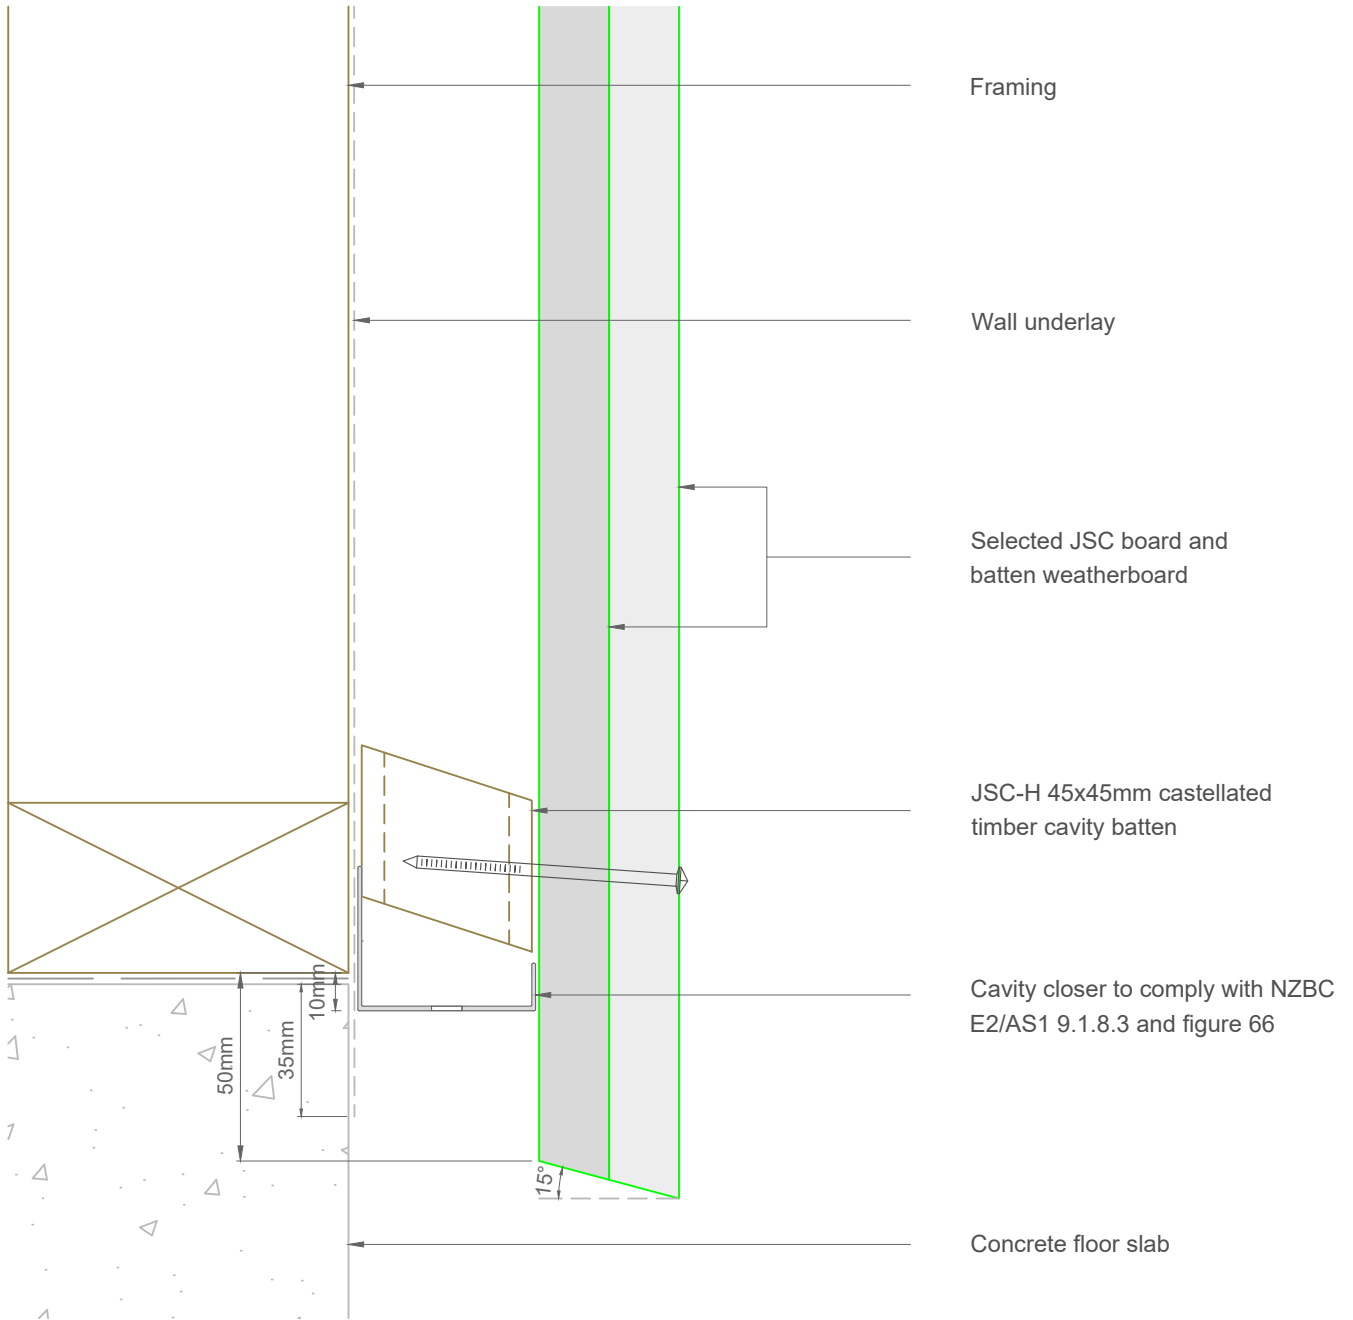 Framing
Wall underlay
Selected JSC board and
batten weatherboard
JSC-H 45x45mm castellated
timber cavity batten
Cavity closer to comply with NZBC
E2/AS1 9.1.8.3 and figure 66
10mm
35mm
50mm
15°
Concrete floor slab